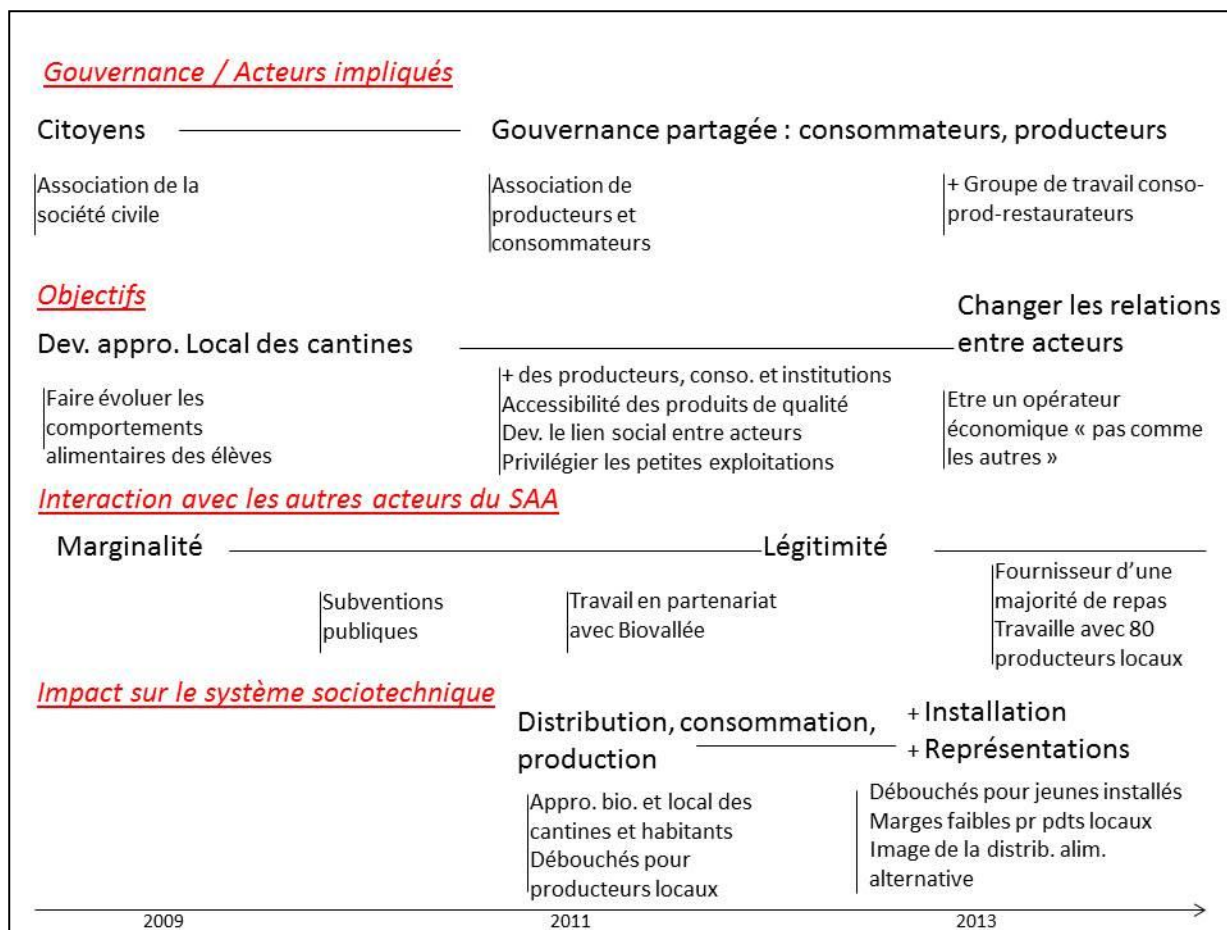 Gouvernance / Acteurs impliqués
Citoyens
Gouvernance partagée : consommateurs, producteurs
Association de la
société civile
Association de
producteurs et
consommateurs
+ Groupe de travail conso-
prod-restaurateurs
Objectifs
Dev. appro. Local des cantines
Changer les relations
entre acteurs
Faire évoluer les
comportements
alimentaires des élèves
+ des producteurs, conso. et institutions
Accessibilité des produits de qualité
Dev. le lien social entre acteurs
Privilégier les petites exploitations
Etre un opérateur
économique « pas comme
les autres »
Interaction avec les autres acteurs du SAA
Marginalité
Légitimité
Subventions
publiques
Travail en partenariat
avec Biovallée
Fournisseur d’une
majorité de repas
Travaille avec 80
producteurs locaux
Impact sur le système sociotechnique
Distribution, consommation,
production
+ Installation
+ Représentations
Appro. bio. et local des
cantines et habitants
Débouchés pour
producteurs locaux
Débouchés pour jeunes installés
Marges faibles pr pdts locaux
Image de la distrib. alim.
alternative
2009
2011
2013